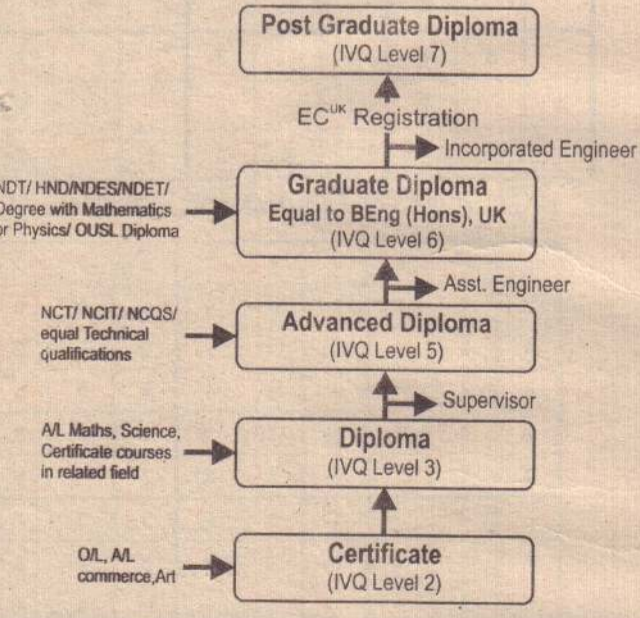 Post Graduate Diploma
(IVQ Level 7)
EC^UK Registration
Incorporated Engineer
NDT/ HND/NDES/NDET/
Degree with Mathematics
or Physics/ OUSL Diploma
Graduate Diploma
Equal to BEng (Hons), UK
(IVQ Level 6)
Asst. Engineer
NCT/ NCIT/ NCQS/
equal Technical
qualifications
Advanced Diploma
(IVQ Level 5)
Supervisor
A/L Maths, Science,
Certificate courses
in related field
Diploma
(IVQ Level 3)
O/L, A/L
commerce,Art
Certificate
(IVQ Level 2)